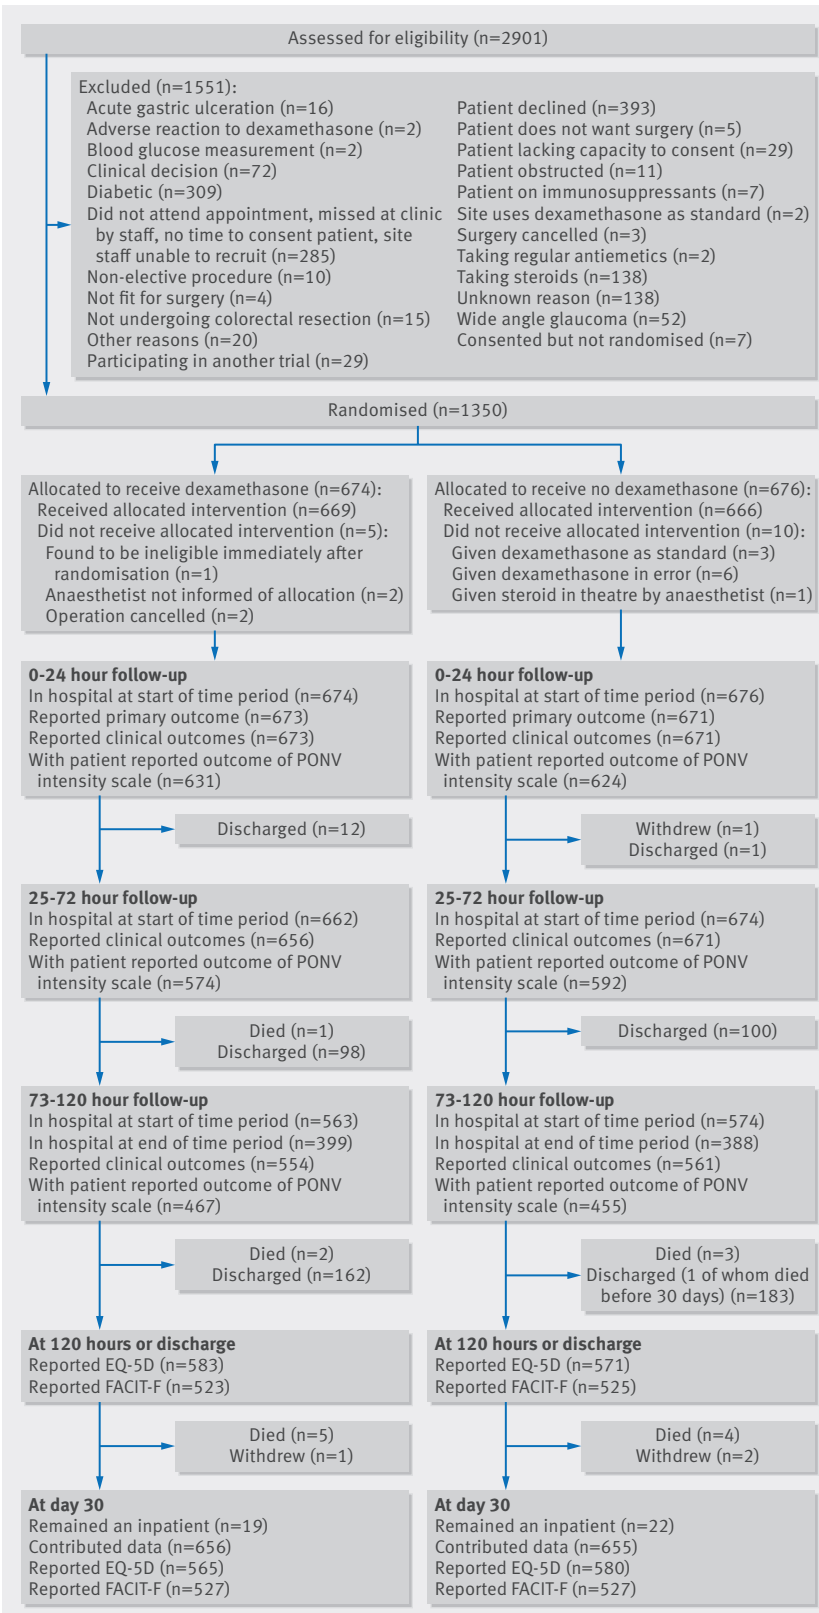 Assessed for eligibility (n=2901)
Excluded (n=1551):
Acute gastric ulceration (n=16)
Adverse reaction to dexamethasone (n=2)
Blood glucose measurement (n=2)
Clinical decision (n=72)
Diabetic (n=309)
Did not attend appointment, missed at clinic
by staff, no time to consent patient, site
staff unable to recruit (n=285)
Non-elective procedure (n=10)
Not fit for surgery (n=4)
Not undergoing colorectal resection (n=15)
Other reasons (n=20)
Participating in another trial (n=29)
Patient declined (n=393)
Patient does not want surgery (n=5)
Patient lacking capacity to consent (n=29)
Patient obstructed (n=11)
Patient on immunosuppressants (n=7)
Site uses dexamethasone as standard (n=2)
Surgery cancelled (n=3)
Taking regular antiemetics (n=2)
Taking steroids (n=138)
Unknown reason (n=138)
Wide angle glaucoma (n=52)
Consented but not randomised (n=7)
Randomised (n=1350)
Allocated to receive dexamethasone (n=674):
Received allocated intervention (n=669)
Did not receive allocated intervention (n=5):
Found to be ineligible immediately after
randomisation (n=1)
Anaesthetist not informed of allocation (n=2)
Operation cancelled (n=2)
Allocated to receive no dexamethasone (n=676):
Received allocated intervention (n=666)
Did not receive allocated intervention (n=10):
Given dexamethasone as standard (n=3)
Given dexamethasone in error (n=6)
Given steroid in theatre by anaesthetist (n=1)
0-24 hour follow-up
In hospital at start of time period (n=674)
Reported primary outcome (n=673)
Reported clinical outcomes (n=673)
With patient reported outcome of PONV
intensity scale (n=631)
0-24 hour follow-up
In hospital at start of time period (n=676)
Reported primary outcome (n=671)
Reported clinical outcomes (n=671)
With patient reported outcome of PONV
intensity scale (n=624)
Discharged (n=12)
Withdrew (n=1)
Discharged (n=1)
25-72 hour follow-up
In hospital at start of time period (n=662)
Reported clinical outcomes (n=656)
With patient reported outcome of PONV
intensity scale (n=574)
25-72 hour follow-up
In hospital at start of time period (n=674)
Reported clinical outcomes (n=671)
With patient reported outcome of PONV
intensity scale (n=592)
Died (n=1)
Discharged (n=98)
Discharged (n=100)
73-120 hour follow-up
In hospital at start of time period (n=563)
In hospital at end of time period (n=399)
Reported clinical outcomes (n=554)
With patient reported outcome of PONV
intensity scale (n=467)
73-120 hour follow-up
In hospital at start of time period (n=574)
In hospital at end of time period (n=388)
Reported clinical outcomes (n=561)
With patient reported outcome of PONV
intensity scale (n=455)
Died (n=2)
Discharged (n=162)
Died (n=3)
Discharged (1 of whom died
before 30 days) (n=183)
At 120 hours or discharge
Reported EQ-5D (n=583)
Reported FACIT-F (n=523)
At 120 hours or discharge
Reported EQ-5D (n=571)
Reported FACIT-F (n=525)
Died (n=5)
Withdrew (n=1)
Died (n=4)
Withdrew (n=2)
At day 30
Remained an inpatient (n=19)
Contributed data (n=656)
Reported EQ-5D (n=565)
Reported FACIT-F (n=527)
At day 30
Remained an inpatient (n=22)
Contributed data (n=655)
Reported EQ-5D (n=580)
Reported FACIT-F (n=527)